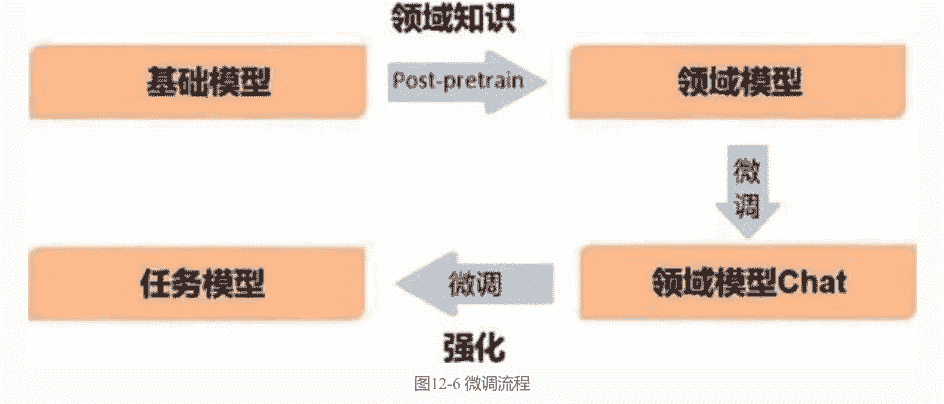 领域知识
基础模型
Post-pretrain
领域模型
微
调
任务模型
微调
领域模型Chat
强化
图12-6 微调流程